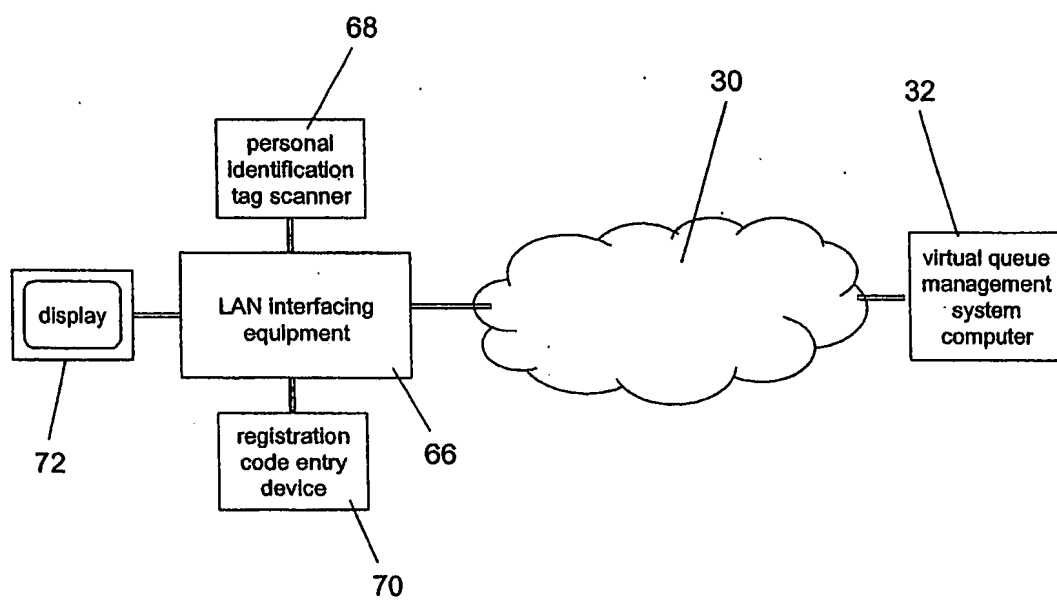 68
30
32
personal
identification
tag scanner
virtual queue
management
system
computer
display
LAN interfacing
equipment
72
registration
code entry
device
66
70